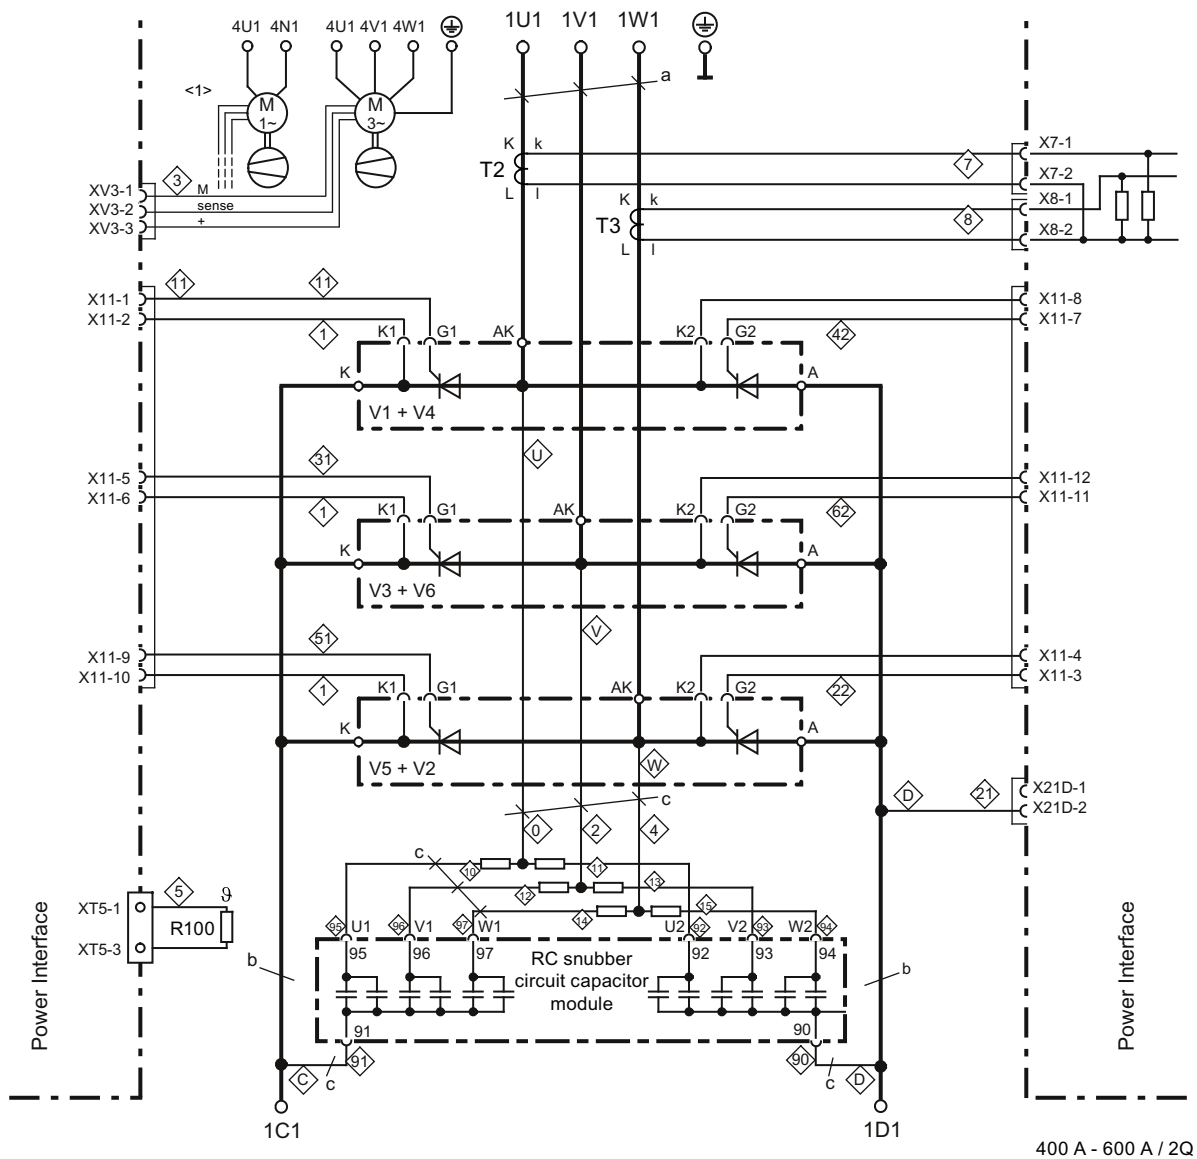 4U1 4N1 4U1 4V1 4W1 1U1 1V1 1W1
<1>
M
1~
M
3~
a
XV3-1
XV3-2
XV3-3
3
M
sense
+
K k
T2
L l
K k
T3
L l
7
8
X7-1
X7-2
X8-1
X8-2
X11-1
X11-2
11 11
1
K1 G1 AK K2 G2
42
X11-8
X11-7
K A
V1 + V4
U
X11-5
X11-6
31
1
K1 G1 AK K2 G2
62
X11-12
X11-11
K A
V3 + V6
V
X11-9
X11-10
51
1
K1 G1 AK K2 G2
22
X11-4
X11-3
K A
V5 + V2
W
c
0 2 4
D 21
X21D-1
X21D-2
c
10 11
12 13
14 15
XT5-1
XT5-3
5
ϑ
R100
95 U1 96 V1 97 W1 U2 92 V2 93 W2 94
95 96 97 92 93 94
RC snubber
circuit capacitor
module
b b
91 90
91 90
C c c D
1C1 1D1
Power Interface
Power Interface
400 A - 600 A / 2Q